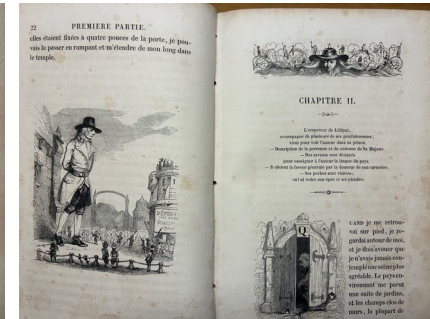 22 PREMIÈRE PARTIE.
elles étaient fixées à quatre pouces de la porte, je pou-
vais la passer en rampant et m'étendre de mon long dans
le temple.
CHAPITRE II.
L'empereur de Lilliput,
accompagné de plusieurs de ses gentilshommes,
vient pour voir l'auteur dans sa prison.
—Description de la personne et du costume de Sa Majesté.
—Des savants sont désignés
pour enseigner à l'auteur la langue du pays.
—Il obtient la faveur générale par la douceur de son caractère.
—Ses poches sont visitées;
on lui retire son épée et ses pistolets.
Q
UAND je me retrou-
vai sur pied, je re-
gardai autour de moi,
et je dois avouer que
je n'avais jamais con-
templé une scène plus
agréable. Le pays en-
vironnant me parut
une suite de jardins,
et les champs clos de
murs, la plupart de